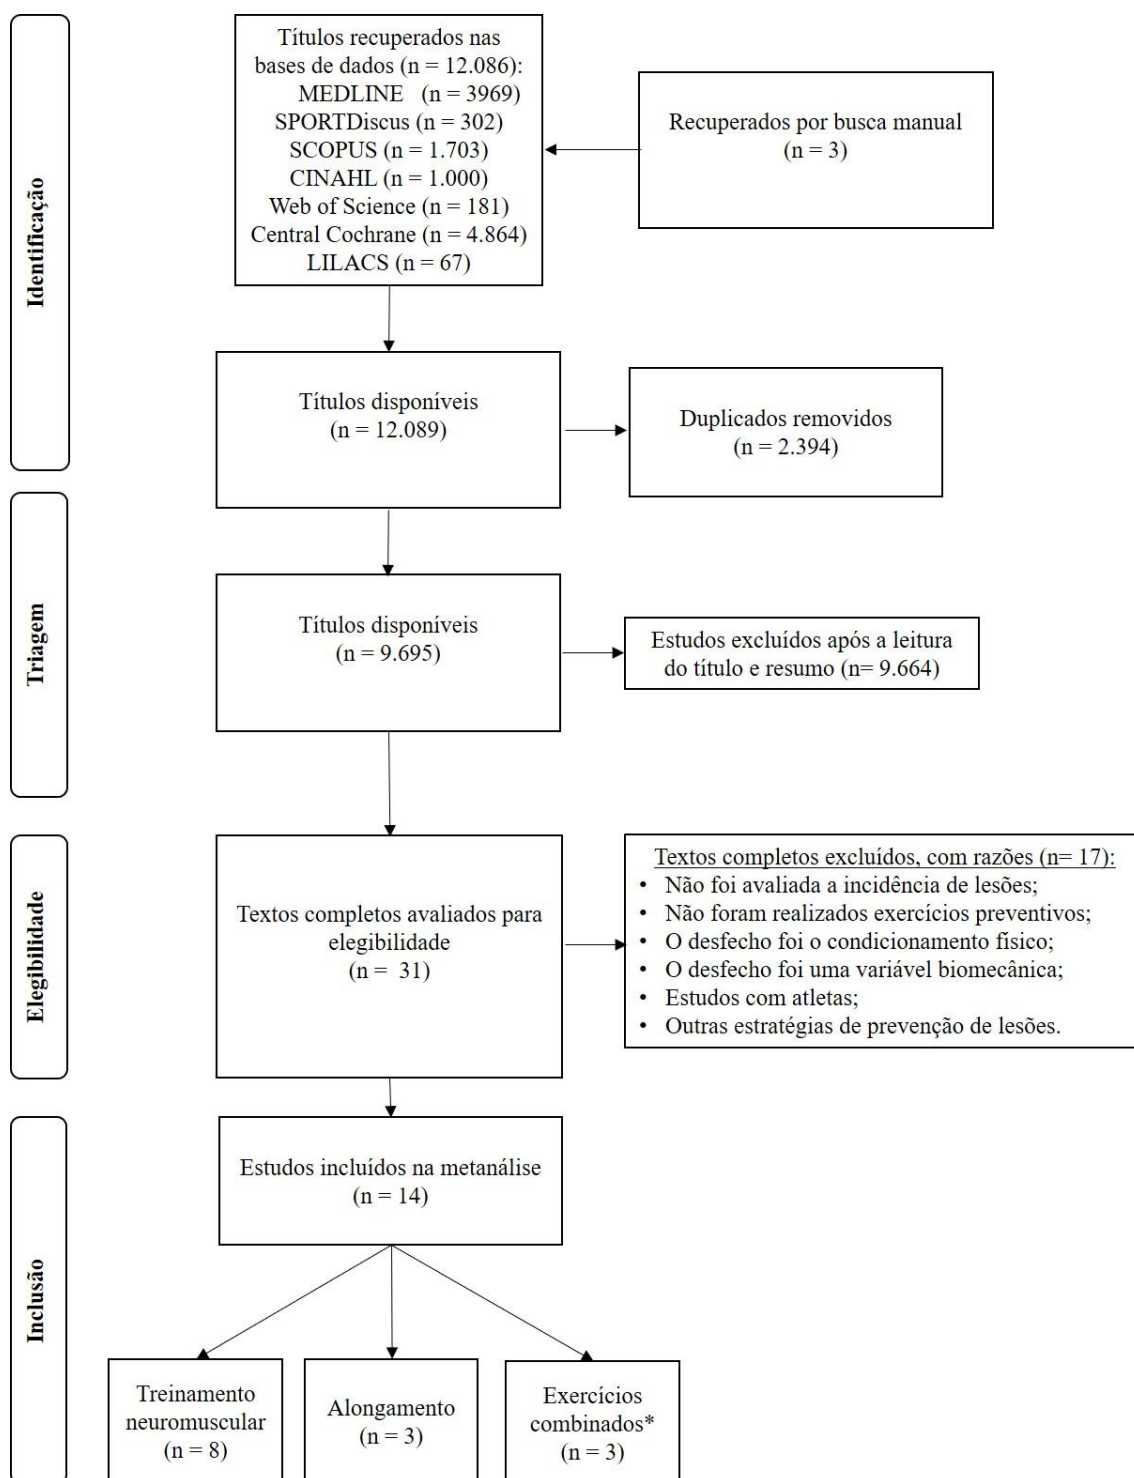 Identificação
Títulos recuperados nas
bases de dados (n = 12.086):
MEDLINE (n = 3969)
SPORTDiscus (n = 302)
SCOPUS (n = 1.703)
CINAHL (n = 1.000)
Web of Science (n = 181)
Central Cochrane (n = 4.864)
LILACS (n = 67)
Recuperados por busca manual
(n = 3)
Títulos disponíveis
(n = 12.089)
Duplicados removidos
(n = 2.394)
Triagem
Títulos disponíveis
(n = 9.695)
Estudos excluídos após a leitura
do título e resumo (n= 9.664)
Elegibilidade
Textos completos avaliados para
elegibilidade
(n = 31)
Textos completos excluídos, com razões (n= 17):
• Não foi avaliada a incidência de lesões;
• Não foram realizados exercícios preventivos;
• O desfecho foi o condicionamento físico;
• O desfecho foi uma variável biomecânica;
• Estudos com atletas;
• Outras estratégias de prevenção de lesões.
Inclusão
Estudos incluídos na metanálise
(n = 14)
Treinamento
neuromuscular
(n = 8)
Alongamento
(n = 3)
Exercícios
combinados*
(n = 3)